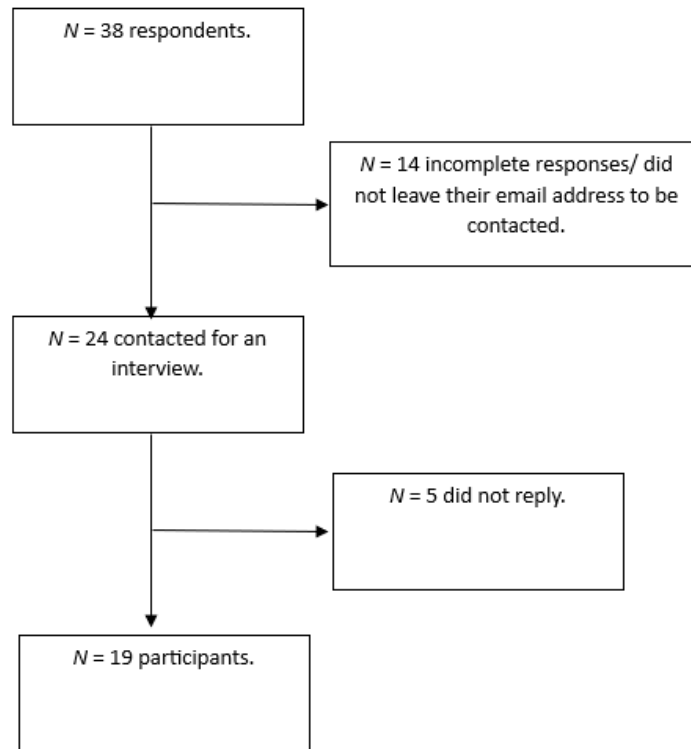 N = 38 respondents.
N = 14 incomplete responses/ did
not leave their email address to be
contacted.
N = 24 contacted for an
interview.
N = 5 did not reply.
N = 19 participants.